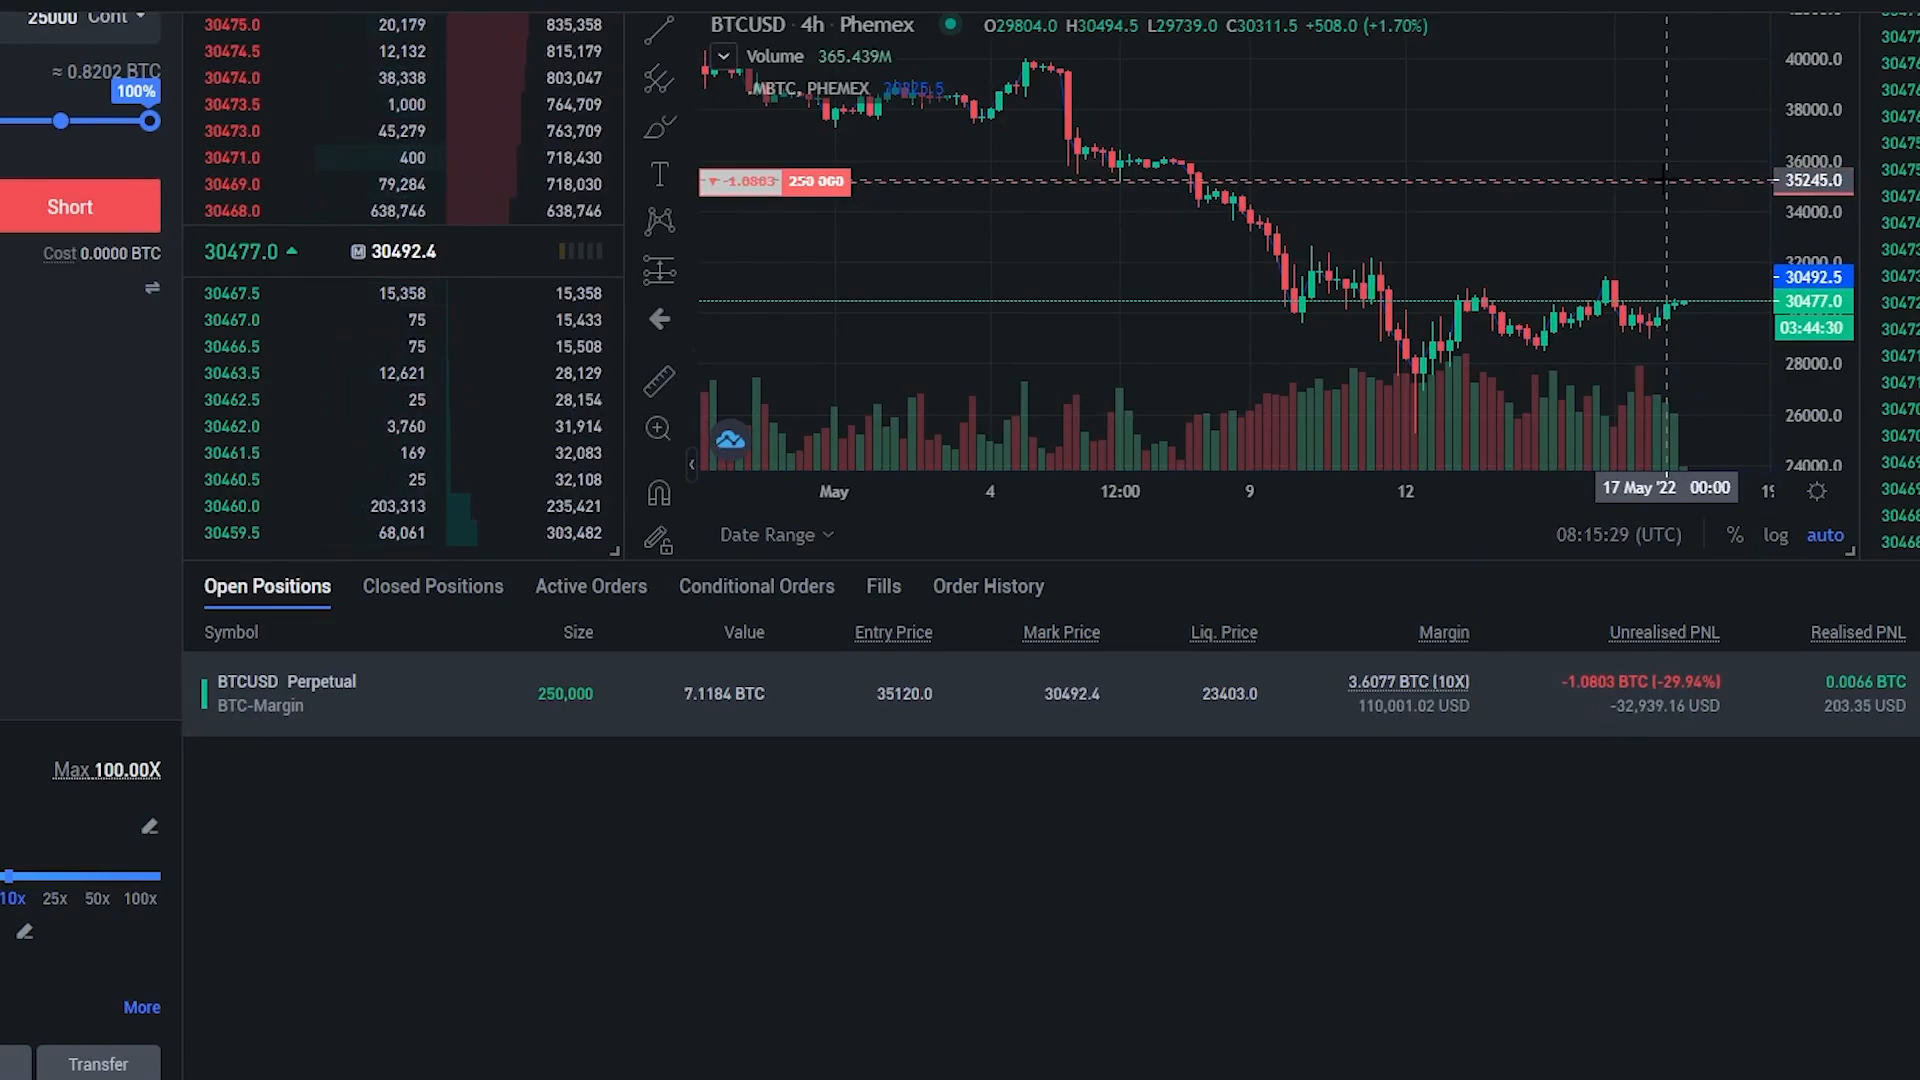 25000 Cont
≈ 0.8202 BTC
100%
Short
Cost 0.0000 BTC
30475.0 20,179 835,358
30474.5 12,132 815,179
30474.0 38,338 803,047
30473.5 1,000 764,709
30473.0 45,279 763,709
30471.0 400 718,430
30469.0 79,284 718,030
30468.0 638,746 638,746
30477.0 M 30492.4
30467.5 15,358 15,358
30467.0 75 15,433
30466.5 75 15,508
30463.5 12,621 28,129
30462.5 25 28,154
30462.0 3,760 31,914
30461.5 169 32,083
30460.5 25 32,108
30460.0 203,313 235,421
30459.5 68,061 303,482
BTCUSD · 4h · Phemex O29804.0 H30494.5 L29739.0 C30311.5 +508.0 (+1.70%)
Volume 365.439M
.MBTC, PHEMEX
-1.0803 250 000
40000.0
38000.0
36000.0
35245.0
34000.0
32000.0
30492.5
30477.0
03:44:30
28000.0
26000.0
24000.0
May 4 12:00 9 12 17 May '22 00:00
Date Range 08:15:29 (UTC) % log auto
Open Positions Closed Positions Active Orders Conditional Orders Fills Order History
Symbol Size Value Entry Price Mark Price Liq. Price Margin Unrealised PNL Realised PNL
BTCUSD Perpetual 250,000 7.1184 BTC 35120.0 30492.4 23403.0 3.6077 BTC (10X) -1.0803 BTC (-29.94%) 0.0066 BTC
BTC-Margin 110,001.02 USD -32,939.16 USD 203.35 USD
Max 100.00X
10x 25x 50x 100x
More
Transfer